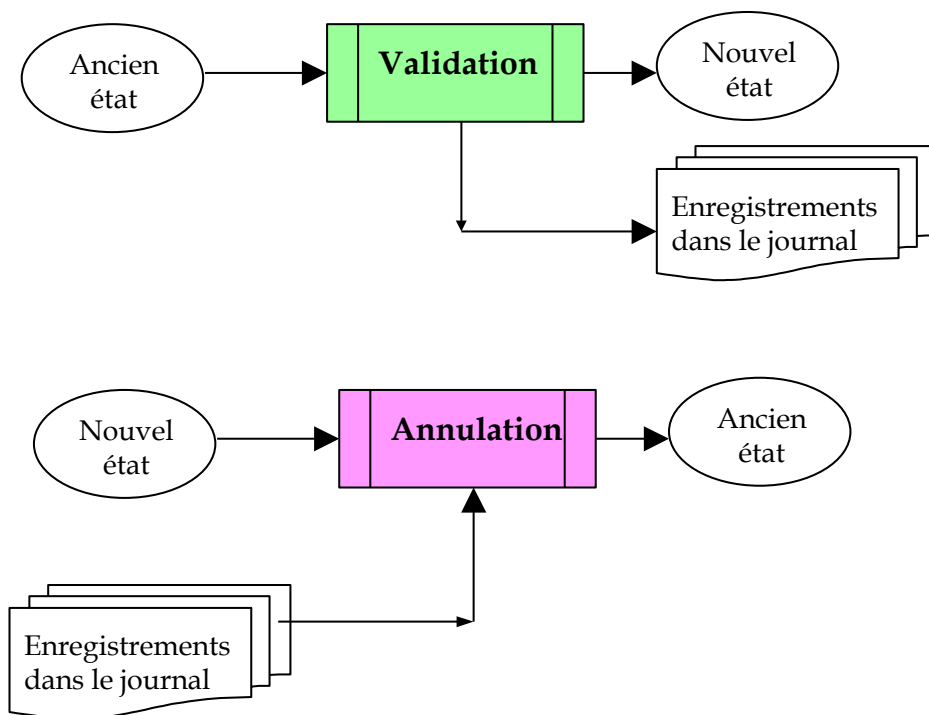 Ancien
état
Validation
Nouvel
état
Enregistrements
dans le journal
Nouvel
état
Annulation
Ancien
état
Enregistrements
dans le journal